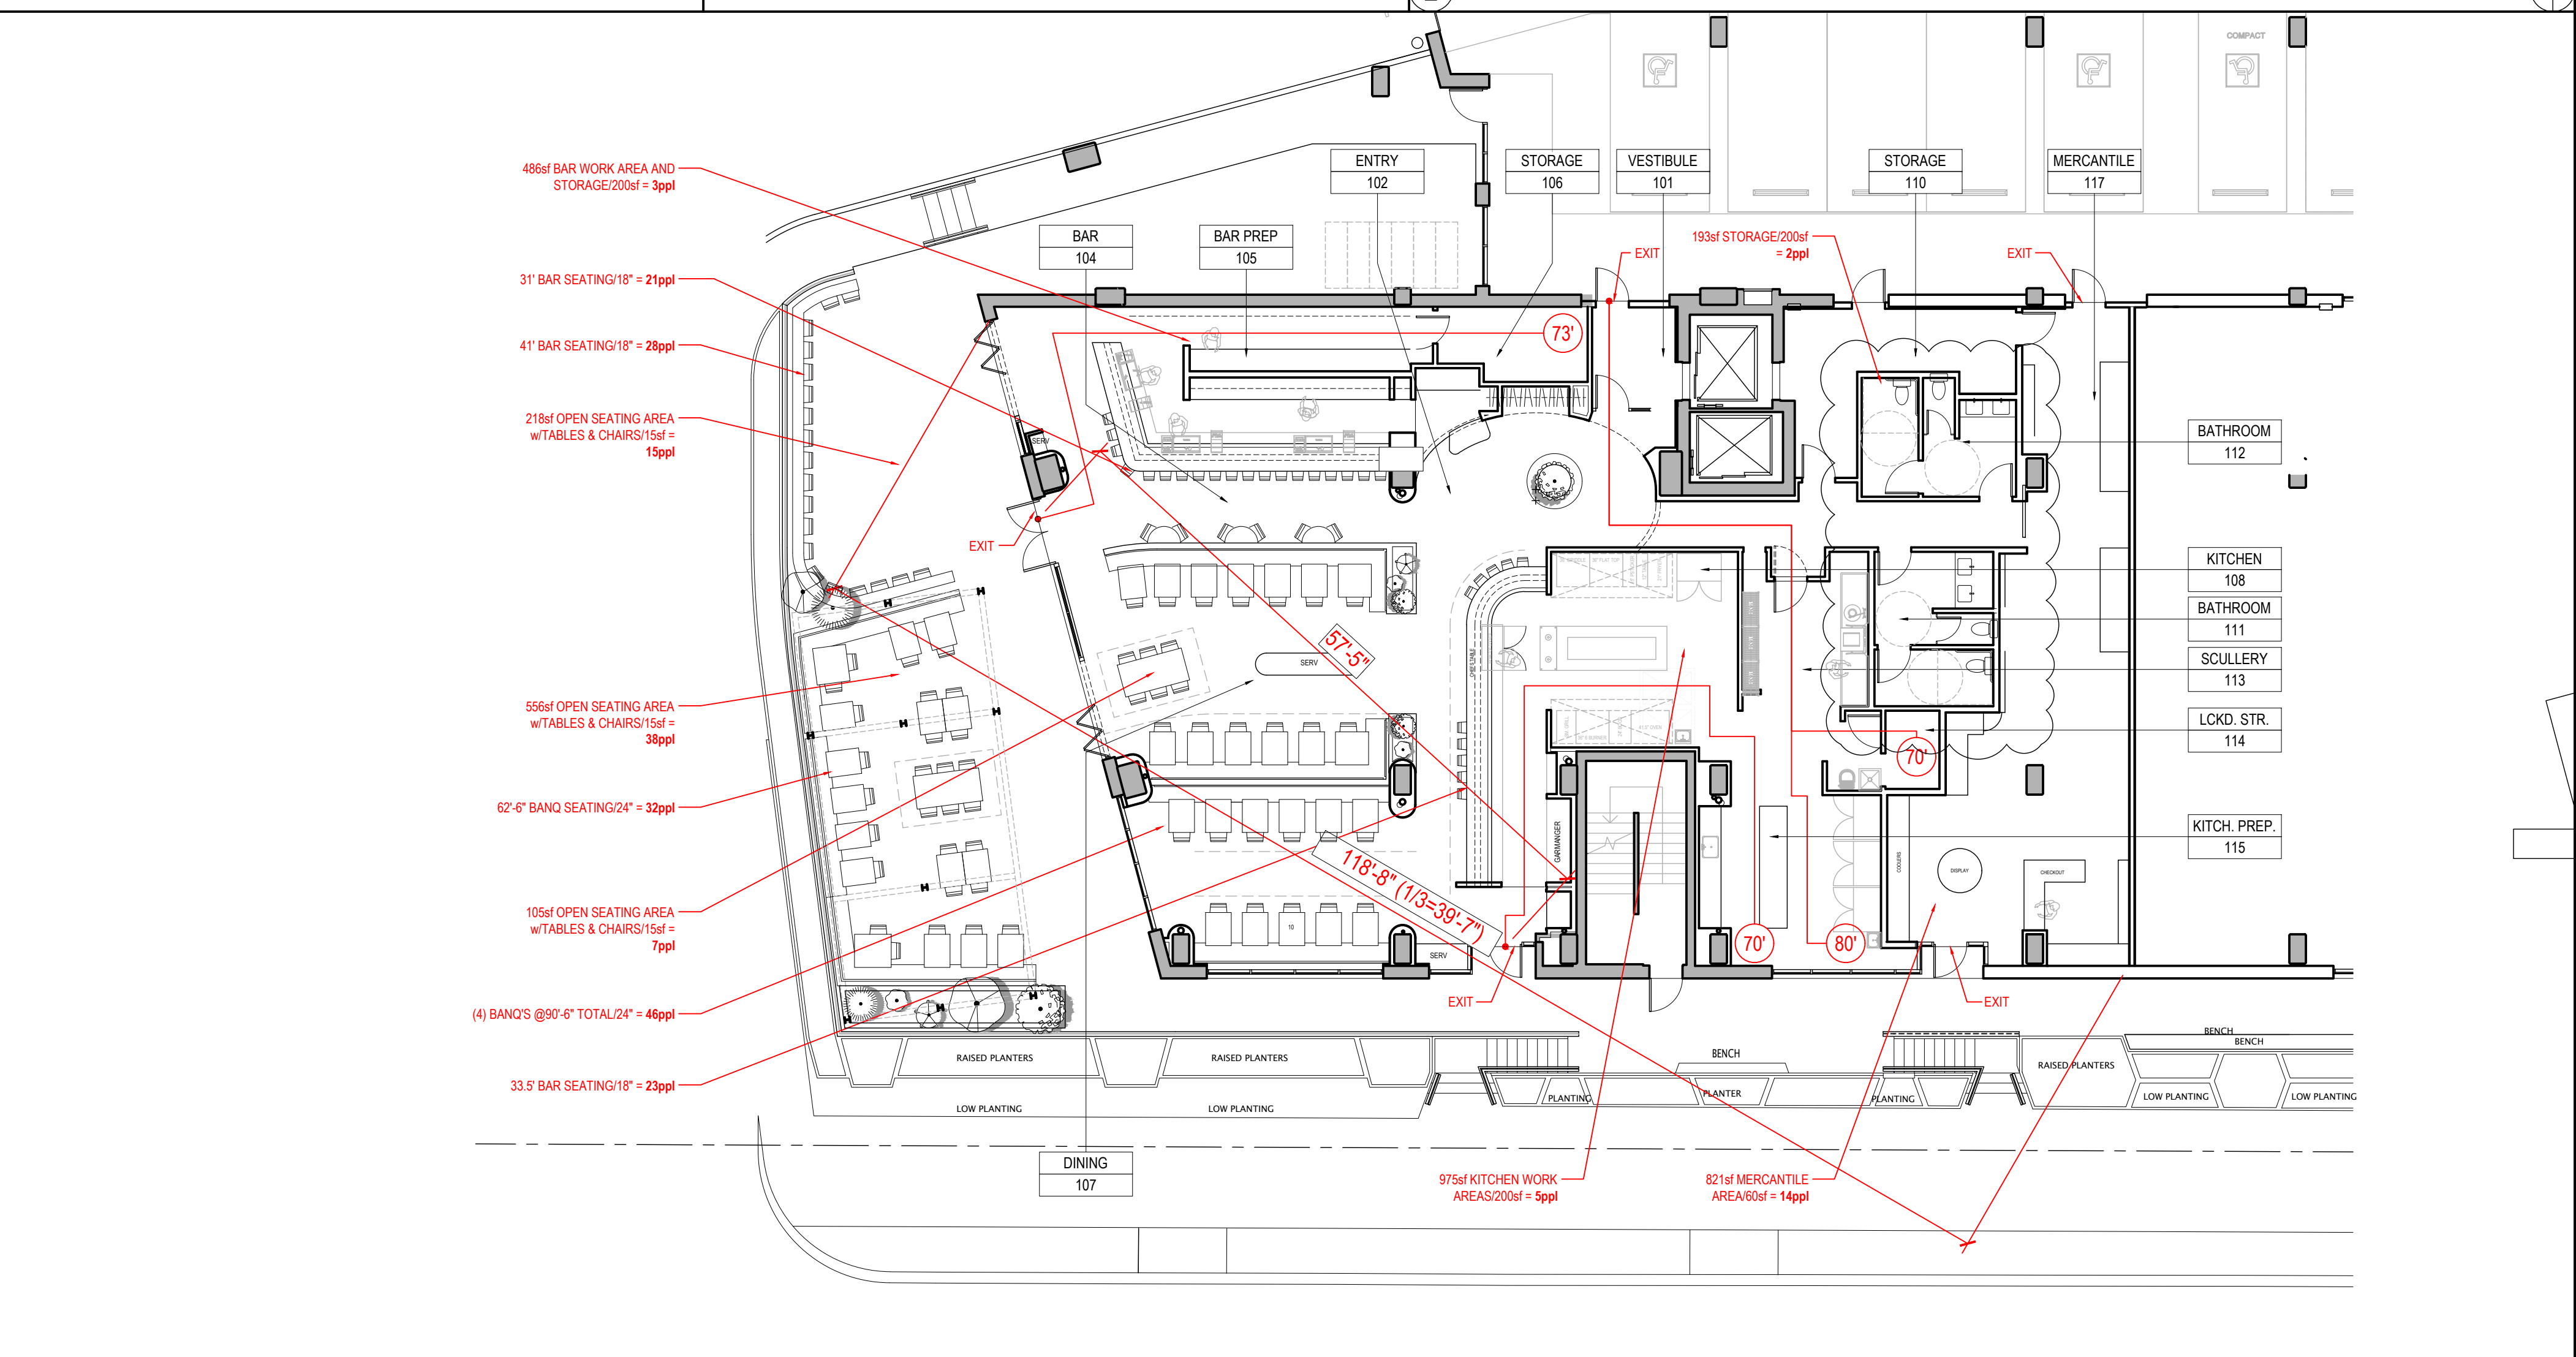 COMPACT
486sf BAR WORK AREA AND
STORAGE/200sf = 3ppl
ENTRY
102
STORAGE
106
VESTIBULE
101
STORAGE
110
MERCANTILE
117
BAR
104
BAR PREP
105
EXIT
193sf STORAGE/200sf
= 2ppl
EXIT
31' BAR SEATING/18" = 21ppl
73'
41' BAR SEATING/18" = 28ppl
218sf OPEN SEATING AREA
w/TABLES & CHAIRS/15sf =
15ppl
SERV
BATHROOM
112
EXIT
KITCHEN
108
BATHROOM
111
SCULLERY
113
LCKD. STR.
114
KITCH. PREP.
115
57'-5"
SERV
556sf OPEN SEATING AREA
w/TABLES & CHAIRS/15sf =
38ppl
70'
62'-6" BANQ SEATING/24" = 32ppl
GARMANGER
118'-8" (1/3=39'-7")
COOLERS
DISPLAY
CHECKOUT
105sf OPEN SEATING AREA
w/TABLES & CHAIRS/15sf =
7ppl
10
SERV
70'
80'
EXIT
EXIT
(4) BANQ'S @90'-6" TOTAL/24" = 46ppl
33.5' BAR SEATING/18" = 23ppl
RAISED PLANTERS
RAISED PLANTERS
BENCH
BENCH
BENCH
RAISED PLANTERS
PLANTING
PLANTER
PLANTING
LOW PLANTING
LOW PLANTING
LOW PLANTING
LOW PLANTING
DINING
107
975sf KITCHEN WORK
AREAS/200sf = 5ppl
821sf MERCANTILE
AREA/60sf = 14ppl